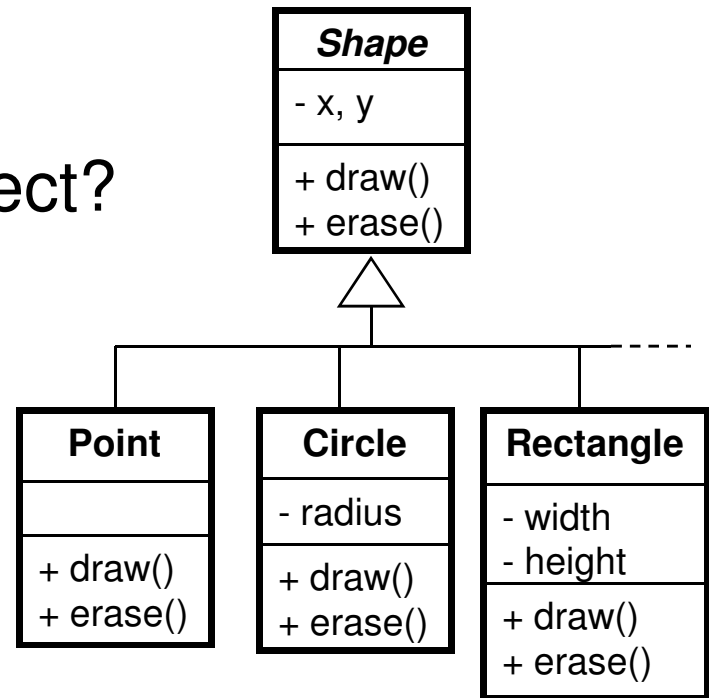 Shape
- x, y
ect?
+ draw()
+ erase()
Point
+ draw()
+ erase()
Circle
- radius
+ draw()
+ erase()
Rectangle
- width
- height
+ draw()
+ erase()